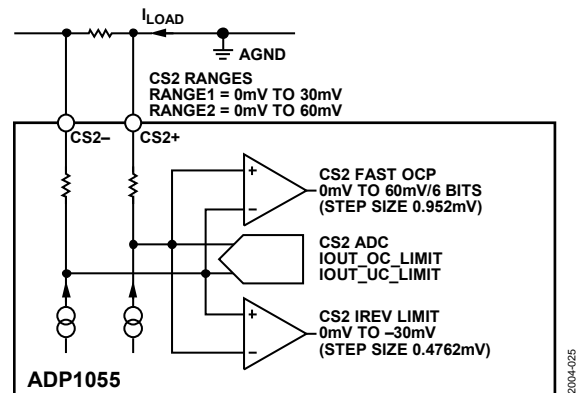 ILOAD
AGND
CS2 RANGES
RANGE1 = 0mV TO 30mV
RANGE2 = 0mV TO 60mV
CS2–
CS2+
+
–
CS2 FAST OCP
0mV TO 60mV/6 BITS
(STEP SIZE 0.952mV)
CS2 ADC
IOUT_OC_LIMIT
IOUT_UC_LIMIT
+
–
CS2 IREV LIMIT
0mV TO –30mV
(STEP SIZE 0.4762mV)
ADP1055
2004-025